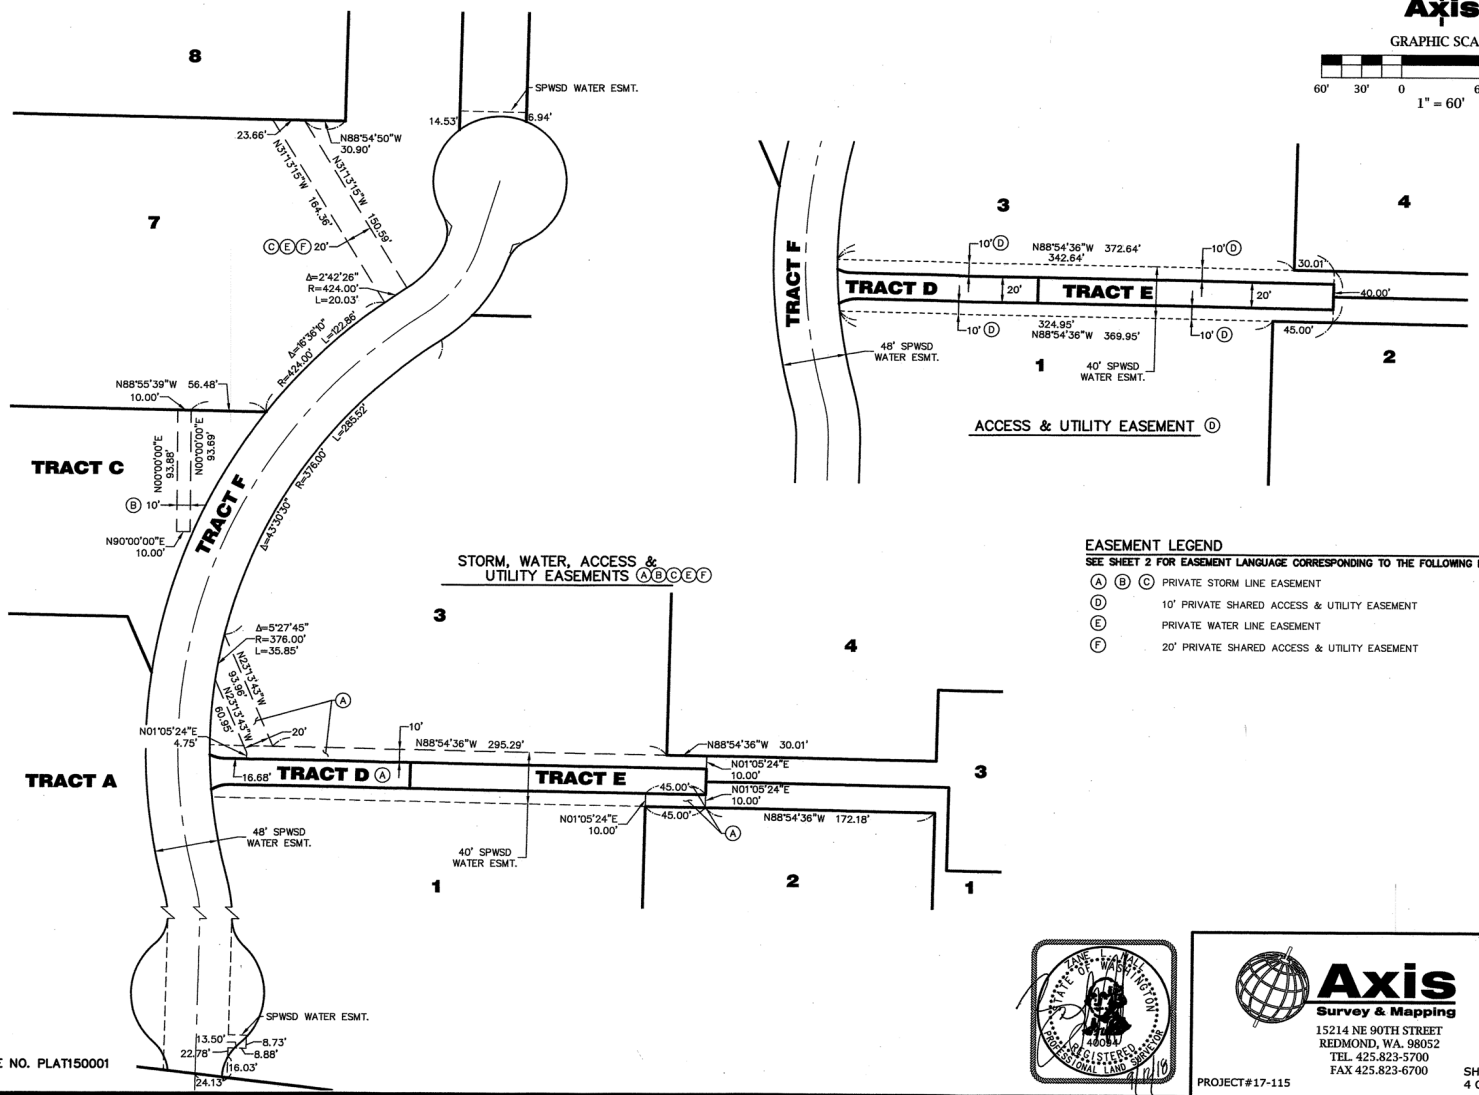 Axis
GRAPHIC SCA
60' 30' 0 6
1" = 60'
8
SPWSD WATER ESMT.
14.53'
6.94'
23.66'
N88°54'50"W
30.90'
N31°13'15"W 164.36'
N31°13'15"W 150.59'
7
C E F 20'
Δ=2°42'26"
R=424.00'
L=20.03'
Δ=16°36'10"
R=424.00'
L=122.86'
N88°55'39"W 56.48'
10.00'
N00°00'00"E
93.88'
N00°00'00"E
93.69'
TRACT C
B 10'
N90°00'00"E
10.00'
TRACT F
L=285.52'
R=376.00'
Δ=43°30'30"
STORM, WATER, ACCESS &
UTILITY EASEMENTS A B C E F
3
Δ=5°27'45"
R=376.00'
L=35.85'
N23°13'43"W
93.96'
N23°13'43"W
60.95'
A
4
N01°05'24"E
4.75'
20'
10'
N88°54'36"W 295.29'
N88°54'36"W 30.01'
N01°05'24"E
10.00'
TRACT A
16.68'
TRACT D A
TRACT E
45.00'
N01°05'24"E
10.00'
3
N01°05'24"E
10.00'
45.00'
A
N88°54'36"W 172.18'
48' SPWSD
WATER ESMT.
40' SPWSD
WATER ESMT.
1
2
1
SPWSD WATER ESMT.
13.50'
8.73'
22.78'
8.88'
16.03'
24.13'
E NO. PLAT150001
3
4
TRACT F
10' D
N88°54'36"W 372.64'
342.64'
10' D
30.01'
TRACT D
20'
TRACT E
20'
40.00'
10' D
324.95'
N88°54'36"W 369.95'
10' D
45.00'
48' SPWSD
WATER ESMT.
1
40' SPWSD
WATER ESMT.
2
ACCESS & UTILITY EASEMENT D
EASEMENT LEGEND
SEE SHEET 2 FOR EASEMENT LANGUAGE CORRESPONDING TO THE FOLLOWING
A B C PRIVATE STORM LINE EASEMENT
D 10' PRIVATE SHARED ACCESS & UTILITY EASEMENT
E PRIVATE WATER LINE EASEMENT
F 20' PRIVATE SHARED ACCESS & UTILITY EASEMENT
STATE OF WASHINGTON
REGISTERED
PROFESSIONAL LAND SURVEYOR
Axis
Survey & Mapping
15214 NE 90TH STREET
REDMOND, WA. 98052
TEL. 425.823-5700
FAX 425.823-6700
PROJECT#17-115
SH
4 O